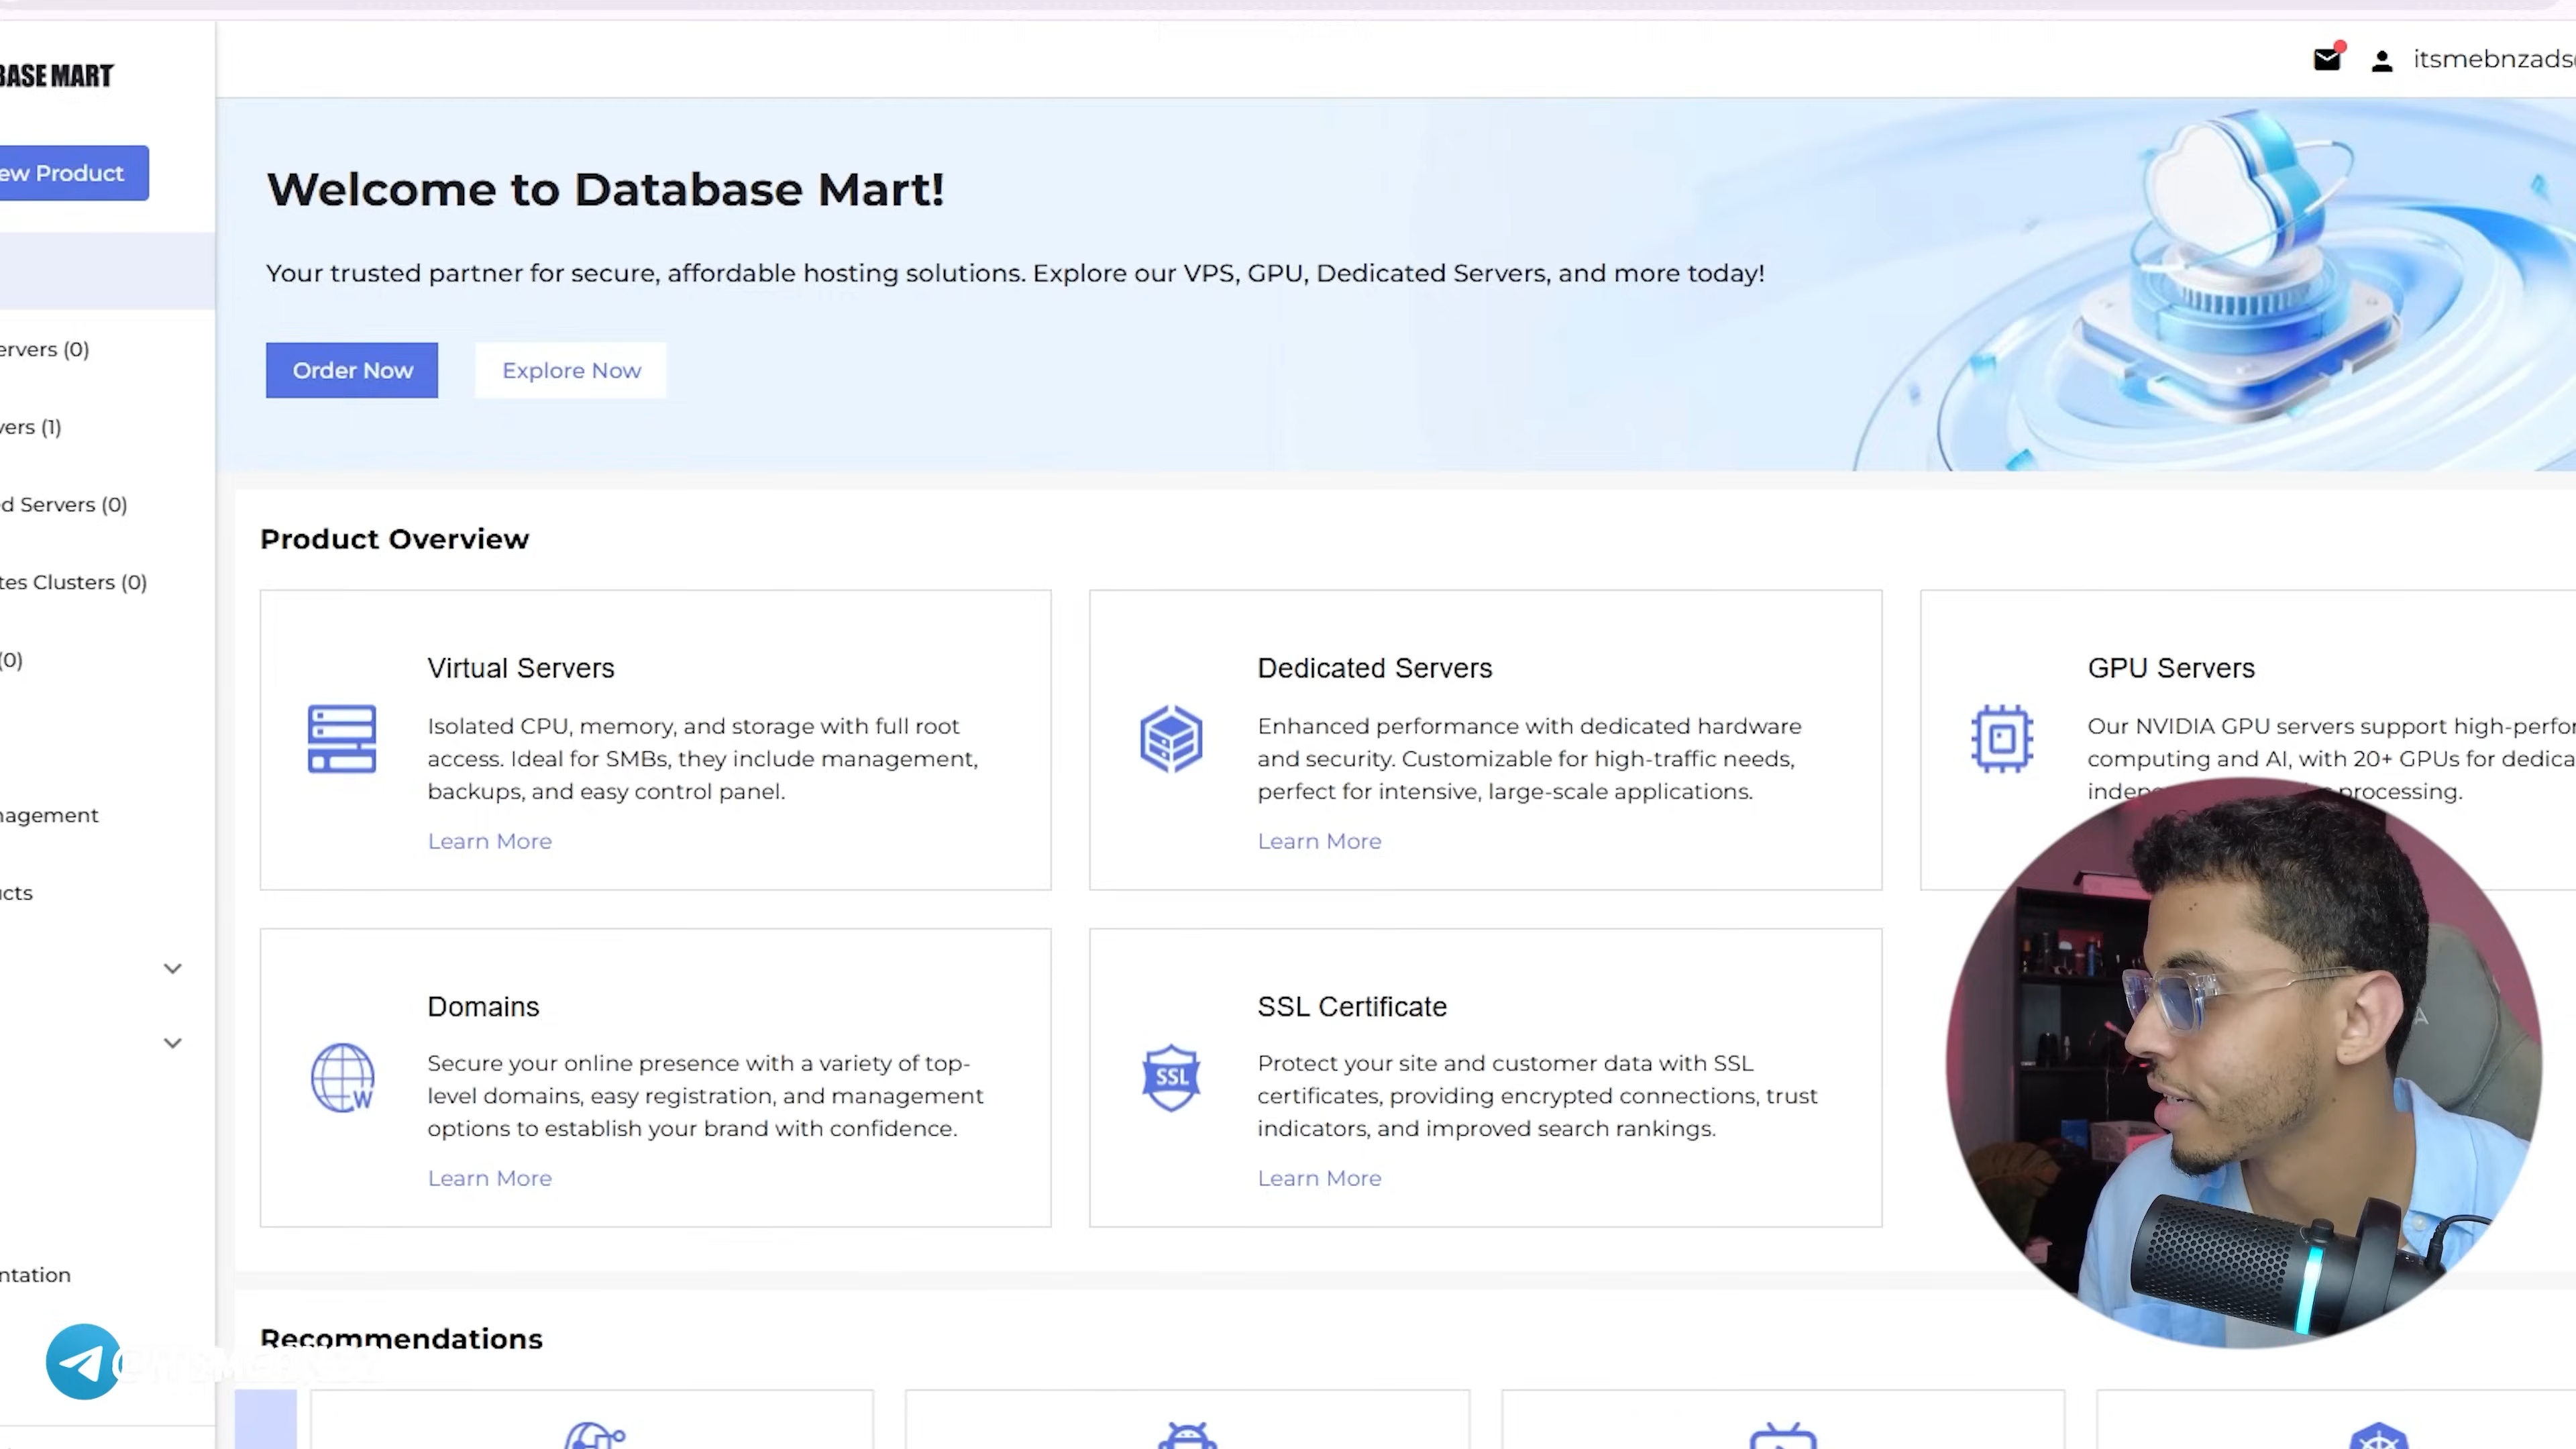 BASE MART
itsmebnzads
ew Product
Welcome to Database Mart!
Your trusted partner for secure, affordable hosting solutions. Explore our VPS, GPU, Dedicated Servers, and more today!
Order Now
Explore Now
ervers (0)
vers (1)
d Servers (0)
tes Clusters (0)
(0)
nagement
ucts
ntation
Product Overview
Virtual Servers
Isolated CPU, memory, and storage with full root
access. Ideal for SMBs, they include management,
backups, and easy control panel.
Learn More
Dedicated Servers
Enhanced performance with dedicated hardware
and security. Customizable for high-traffic needs,
perfect for intensive, large-scale applications.
Learn More
GPU Servers
Our NVIDIA GPU servers support high-perfor
computing and AI, with 20+ GPUs for dedica
processing.
Domains
Secure your online presence with a variety of top-
level domains, easy registration, and management
options to establish your brand with confidence.
Learn More
SSL
SSL Certificate
Protect your site and customer data with SSL
certificates, providing encrypted connections, trust
indicators, and improved search rankings.
Learn More
Recommendations